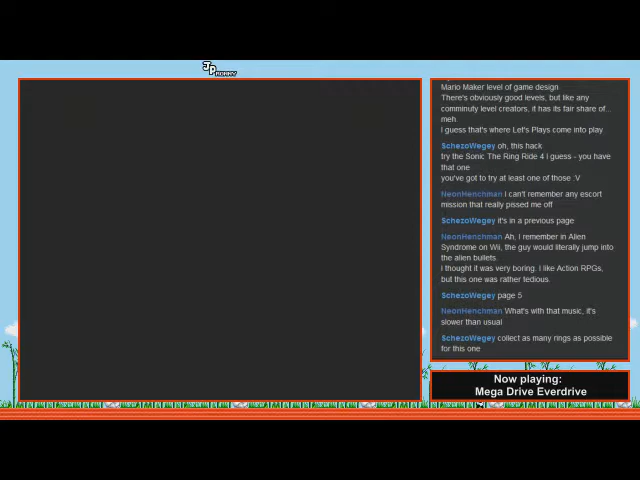 JP
RONNY
Mario Maker level of game design
There's obviously good levels, but like any
comminuty level creators, it has its fair share of...
meh
I guess that's where Let's Plays come into play
SchezoWegey oh, this hack
try the Sonic The Ring Ride 4 I guess - you have
that one
you've got to try at least one of those :V
NeonHenchman I can't remember any escort
mission that really pissed me off
SchezoWegey it's in a previous page
NeonHenchman Ah, I remember in Alien
Syndrome on Wii, the guy would literally jump into
the alien bullets.
I thought it was very boring. I like Action RPGs,
but this one was rather tedious.
SchezoWegey page 5
NeonHenchman What's with that music, it's
slower than usual
SchezoWegey collect as many rings as possible
for this one
Now playing:
Mega Drive Everdrive